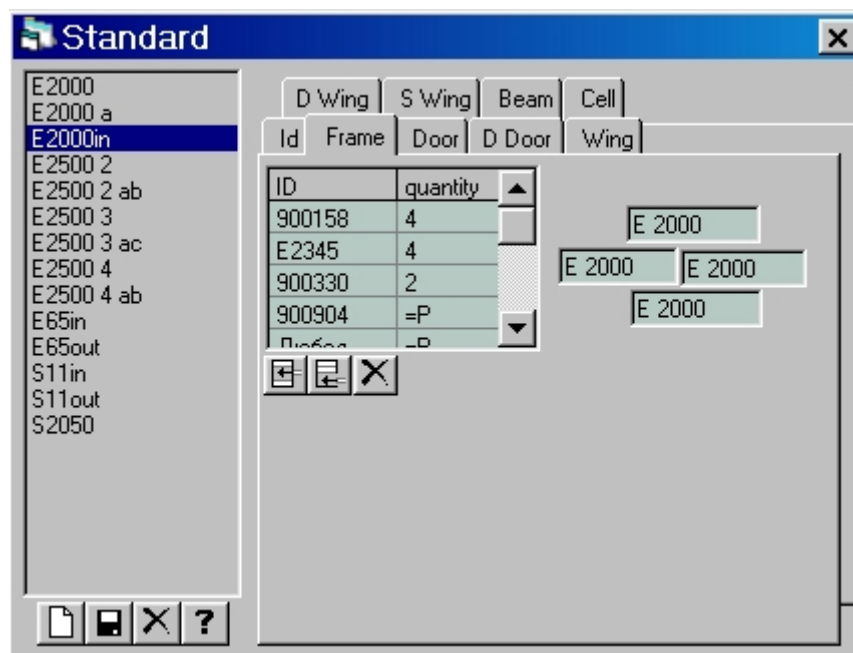 Standard
E2000
E2000 a
E2000in
E2500 2
E2500 2 ab
E2500 3
E2500 3 ac
E2500 4
E2500 4 ab
E65in
E65out
S11in
S11out
S2050
D Wing S Wing Beam Cell
Id Frame Door D Door Wing
ID quantity
900158 4
E2345 4
900330 2
900904 =P
=P
E 2000
E 2000 E 2000
E 2000
?